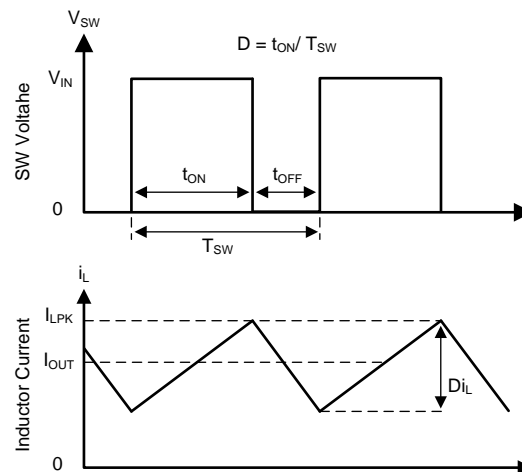 V_SW
D = t_ON/ T_SW
V_IN
SW Voltahe
t_ON
t_OFF
0
T_SW
i_L
I_LPK
I_OUT
Inductor Current
Di_L
0